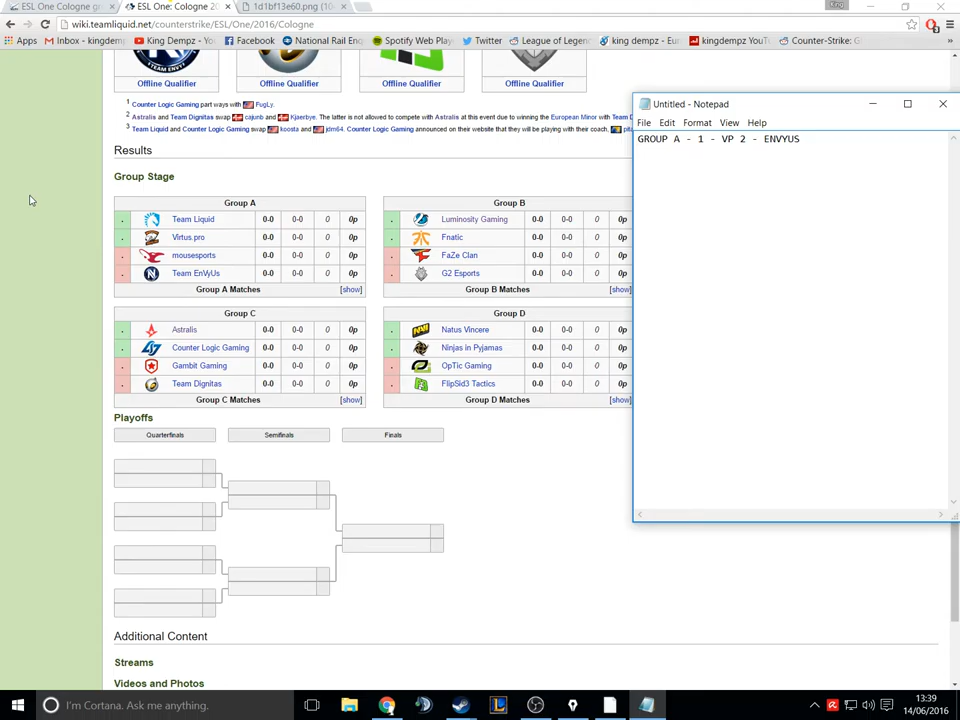 ESL One Cologne gr
ESL One: Cologne 20
1d1bf13e60.png (11
King
wiki.teamliquid.net/counterstrike/ESL/One/2016/Cologne
Apps
Inbox - kingdemp
King Dempz - Yo
Facebook
National Rail Enq
Spotify Web Playe
Twitter
League of Legen
king dempz - Eur
kingdempz YouT
Counter-Strike: G
Offline Qualifier
Offline Qualifier
Offline Qualifier
Offline Qualifier
1 Counter Logic Gaming part ways with FugLy.
2 Astralis and Team Dignitas swap cajunb and Kjaerbye. The latter is not allowed to compete with Astralis at this event due to winning the European Minor with Team D
3 Team Liquid and Counter Logic Gaming swap koosta and jdm64. Counter Logic Gaming announced on their website that they will be playing with their coach,
Results
Group Stage
Group A
. Team Liquid 0-0 0-0 0 0p
. Virtus.pro 0-0 0-0 0 0p
. mousesports 0-0 0-0 0 0p
. Team EnVyUs 0-0 0-0 0 0p
Group A Matches [show]
Group B
. Luminosity Gaming 0-0 0-0 0 0p
. Fnatic 0-0 0-0 0 0p
. FaZe Clan 0-0 0-0 0 0p
. G2 Esports 0-0 0-0 0 0p
Group B Matches [show]
Group C
. Astralis 0-0 0-0 0 0p
. Counter Logic Gaming 0-0 0-0 0 0p
. Gambit Gaming 0-0 0-0 0 0p
. Team Dignitas 0-0 0-0 0 0p
Group C Matches [show]
Group D
. Natus Vincere 0-0 0-0 0 0p
. Ninjas in Pyjamas 0-0 0-0 0 0p
. OpTic Gaming 0-0 0-0 0 0p
. FlipSid3 Tactics 0-0 0-0 0 0p
Group D Matches [show]
Playoffs
Quarterfinals
Semifinals
Finals
Additional Content
Streams
Videos and Photos
Untitled - Notepad
File Edit Format View Help
GROUP A - 1 - VP 2 - ENVYUS
I'm Cortana. Ask me anything.
13:39
14/06/2016